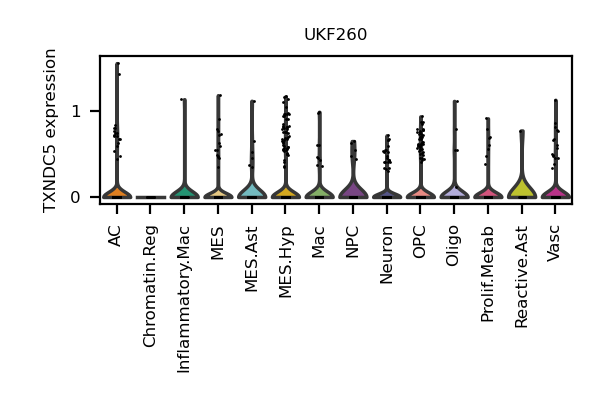 UKF260
TXNDC5 expression
1
0
AC
Chromatin.Reg
Inflammatory.Mac
MES
MES.Ast
MES.Hyp
Mac
NPC
Neuron
OPC
Oligo
Prolif.Metab
Reactive.Ast
Vasc